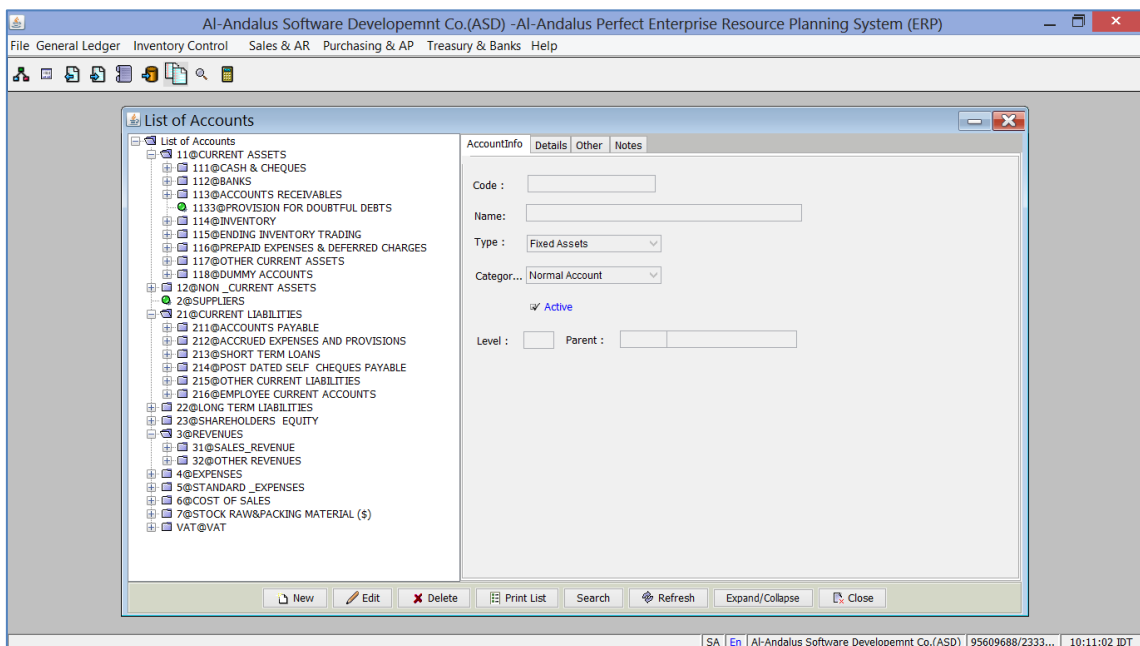 Al-Andalus Software Developemnt Co.(ASD) -Al-Andalus Perfect Enterprise Resource Planning System (ERP)
File General Ledger Inventory Control Sales & AR Purchasing & AP Treasury & Banks Help
List of Accounts
List of Accounts
11@CURRENT ASSETS
111@CASH & CHEQUES
112@BANKS
113@ACCOUNTS RECEIVABLES
1133@PROVISION FOR DOUBTFUL DEBTS
114@INVENTORY
115@ENDING INVENTORY TRADING
116@PREPAID EXPENSES & DEFERRED CHARGES
117@OTHER CURRENT ASSETS
118@DUMMY ACCOUNTS
12@NON _CURRENT ASSETS
2@SUPPLIERS
21@CURRENT LIABILITIES
211@ACCOUNTS PAYABLE
212@ACCRUED EXPENSES AND PROVISIONS
213@SHORT TERM LOANS
214@POST DATED SELF CHEQUES PAYABLE
215@OTHER CURRENT LIABILITIES
216@EMPLOYEE CURRENT ACCOUNTS
22@LONG TERM LIABILITIES
23@SHAREHOLDERS EQUITY
3@REVENUES
31@SALES_REVENUE
32@OTHER REVENUES
4@EXPENSES
5@STANDARD _EXPENSES
6@COST OF SALES
7@STOCK RAW&PACKING MATERIAL ($)
VAT@VAT
AccountInfo Details Other Notes
Code :
Name:
Type : Fixed Assets
Categor... Normal Account
Active
Level : Parent :
New Edit Delete Print List Search Refresh Expand/Collapse Close
SA En Al-Andalus Software Developemnt Co.(ASD) 95609688/2333... 10:11:02 IDT